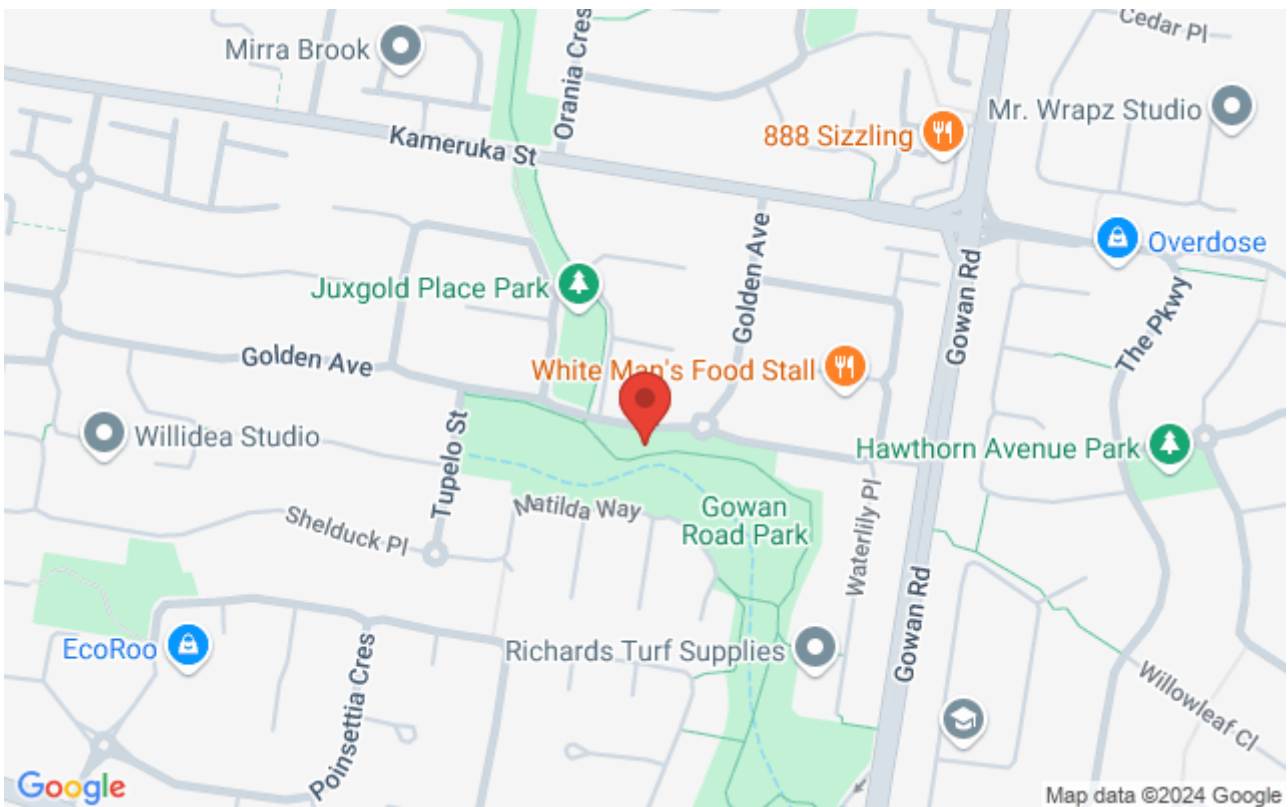 Cedar Pl
Mirra Brook
Orania Cres
Mr. Wrapz Studio
888 Sizzling
Kameruka St
Overdose
Juxgold Place Park
Golden Ave
Gowan Rd
The Pkwy
Golden Ave
White Man's Food Stall
Willidea Studio
Tupelo St
Hawthorn Avenue Park
Matilda Way
Gowan
Road Park
Shelduck Pl
Waterlily Pl
Gowan Rd
EcoRoo
Poinsettia Cres
Richards Turf Supplies
Willowleaf Cl
Google
Map data ©2024 Google